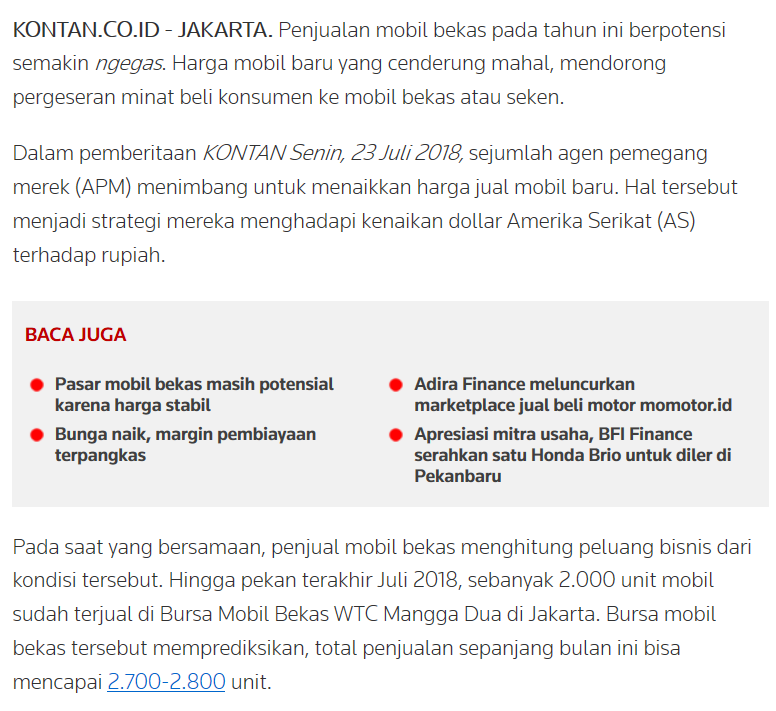 KONTAN.CO.ID - JAKARTA. Penjualan mobil bekas pada tahun ini berpotensi
semakin ngegas. Harga mobil baru yang cenderung mahal, mendorong
pergeseran minat beli konsumen ke mobil bekas atau seken.
Dalam pemberitaan KONTAN Senin, 23 Juli 2018, sejumlah agen pemegang
merek (APM) menimbang untuk menaikkan harga jual mobil baru. Hal tersebut
menjadi strategi mereka menghadapi kenaikan dollar Amerika Serikat (AS)
terhadap rupiah.
BACA JUGA
Pasar mobil bekas masih potensial
karena harga stabil
Adira Finance meluncurkan
marketplace jual beli motor momotor.id
Bunga naik, margin pembiayaan
terpangkas
Apresiasi mitra usaha, BFI Finance
serahkan satu Honda Brio untuk diler di
Pekanbaru
Pada saat yang bersamaan, penjual mobil bekas menghitung peluang bisnis dari
kondisi tersebut. Hingga pekan terakhir Juli 2018, sebanyak 2.000 unit mobil
sudah terjual di Bursa Mobil Bekas WTC Mangga Dua di Jakarta. Bursa mobil
bekas tersebut memprediksikan, total penjualan sepanjang bulan ini bisa
mencapai 2.700-2.800 unit.